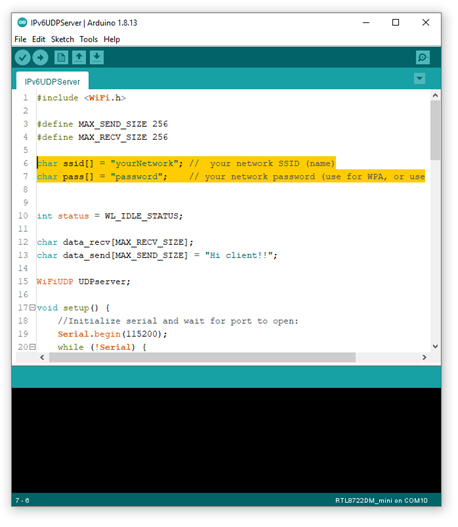 IPv6UDPServer | Arduino 1.8.13
File Edit Sketch Tools Help
IPv6UDPServer
1 #include <WiFi.h>
2
3 #define MAX_SEND_SIZE 256
4 #define MAX_RECV_SIZE 256
5
6 char ssid[] = "yourNetwork"; // your network SSID (name)
7 char pass[] = "password"; // your network password (use for WPA, or use
8
9
10 int status = WL_IDLE_STATUS;
11
12 char data_recv[MAX_RECV_SIZE];
13 char data_send[MAX_SEND_SIZE] = "Hi client!!";
14
15 WiFiUDP UDPserver;
16
17 void setup() {
18 //Initialize serial and wait for port to open:
19 Serial.begin(115200);
20 while (!Serial) {
7 - 6
RTL8722DM_mini on COM10